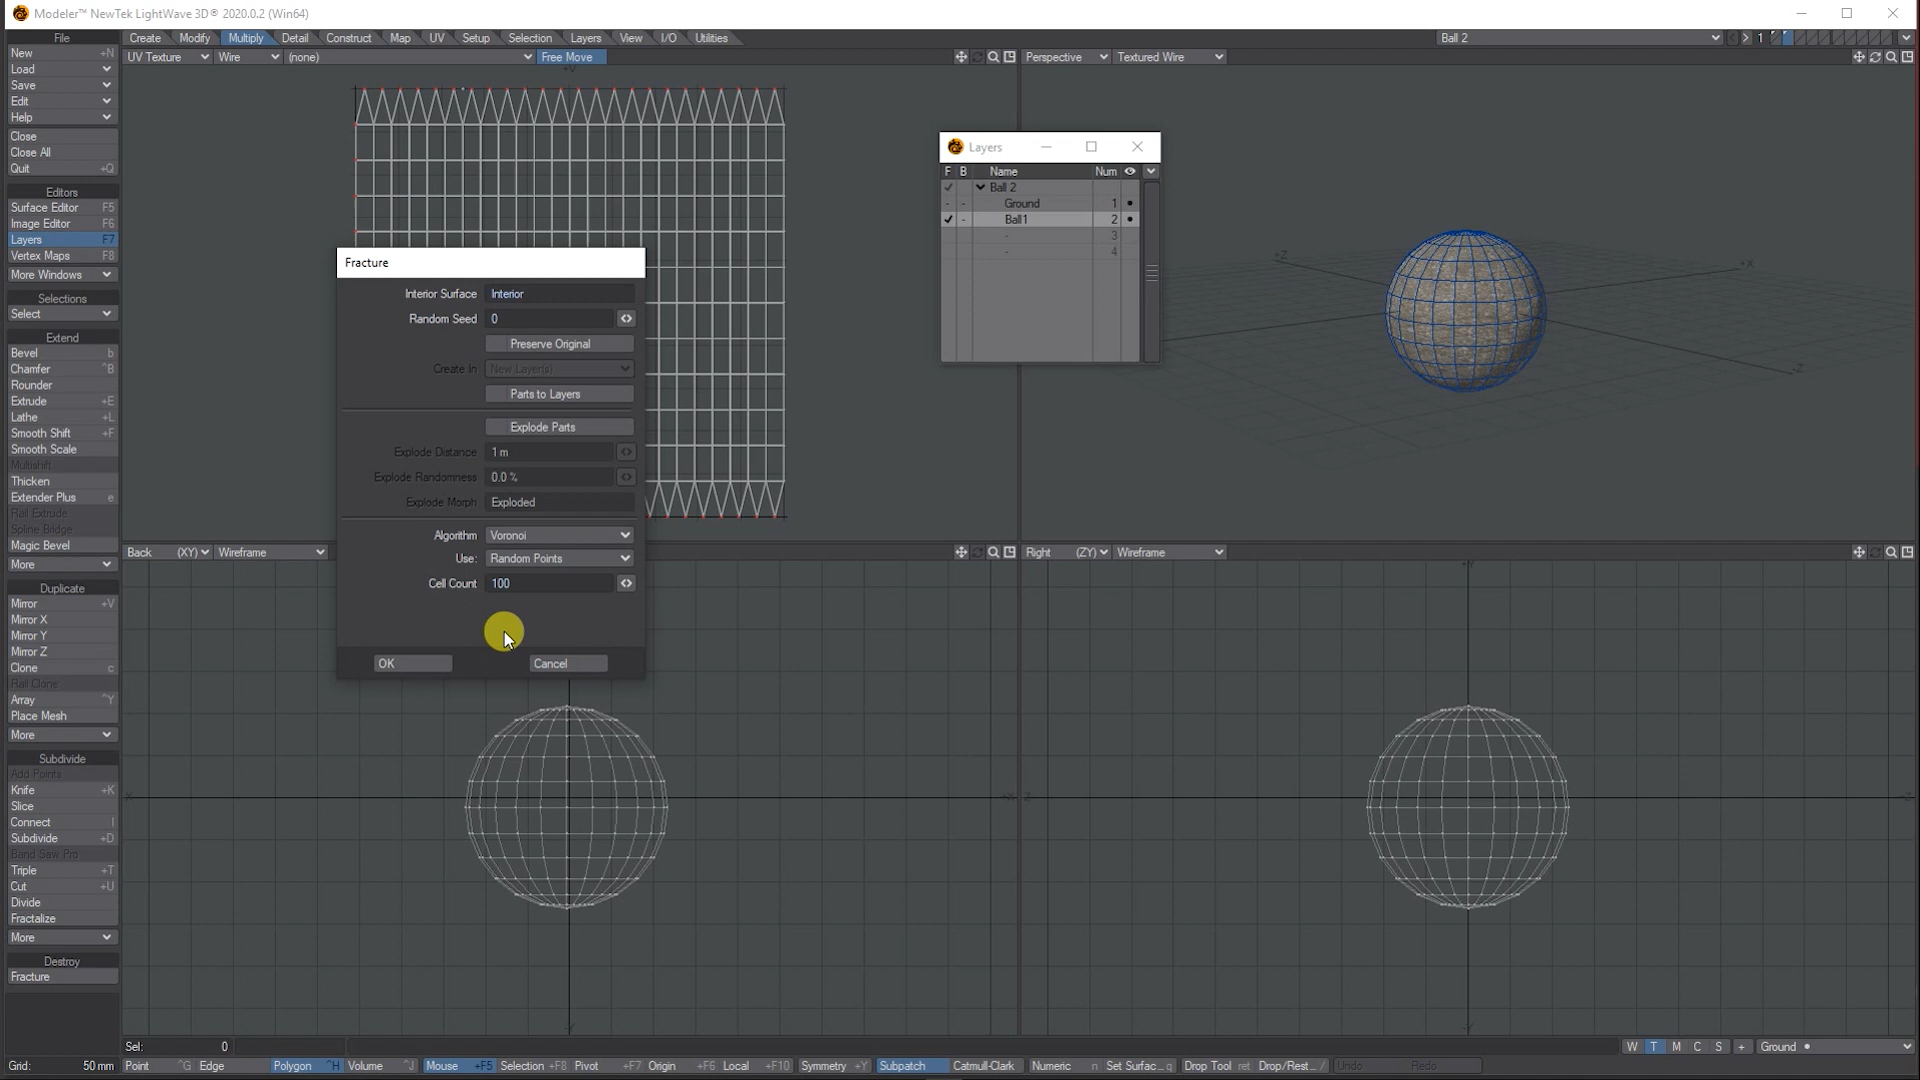 Modeler™ NewTek LightWave 3D® 2020.0.2 (Win64)
File
Create Modify Multiply Detail Construct Map UV Setup Selection Layers View I/O Utilities
Ball 2 1
New +N
Load
Save
Edit
Help
Close
Close All
Quit +Q
Editors
Surface Editor F5
Image Editor F6
Layers F7
Vertex Maps F8
More Windows
Selections
Select
Extend
Bevel b
Chamfer ^B
Rounder
Extrude +E
Lathe +L
Smooth Shift +F
Smooth Scale
Multishift
Thicken
Extender Plus e
Rail Extrude
Spline Bridge
Magic Bevel
More
Duplicate
Mirror +V
Mirror X
Mirror Y
Mirror Z
Clone c
Rail Clone
Array ^Y
Place Mesh
More
Subdivide
Add Points
Knife +K
Slice
Connect l
Subdivide +D
Band Saw Pro
Triple +T
Cut +U
Divide
Fractalize
More
Destroy
Fracture
UV Texture Wire (none) Free Move
Perspective Textured Wire
Layers
F B Name Num
Ball 2
Ground 1
Ball1 2
- 3
- 4
Fracture
Interior Surface Interior
Random Seed 0
Preserve Original
Create In New Layer(s)
Parts to Layers
Explode Parts
Explode Distance 1 m
Explode Randomness 0.0 %
Explode Morph Exploded
Algorithm Voronoi
Use: Random Points
Cell Count 100
OK Cancel
Back (XY) Wireframe
Right (ZY) Wireframe
Sel: 0
W T M C S + Ground
Grid: 50 mm Point ^G Edge Polygon ^H Volume ^J Mouse +F5 Selection +F8 Pivot +F7 Origin +F6 Local +F10 Symmetry +Y Subpatch Catmull-Clark Numeric n Set Surfac... q Drop Tool ret Drop/Rest... / Undo Redo